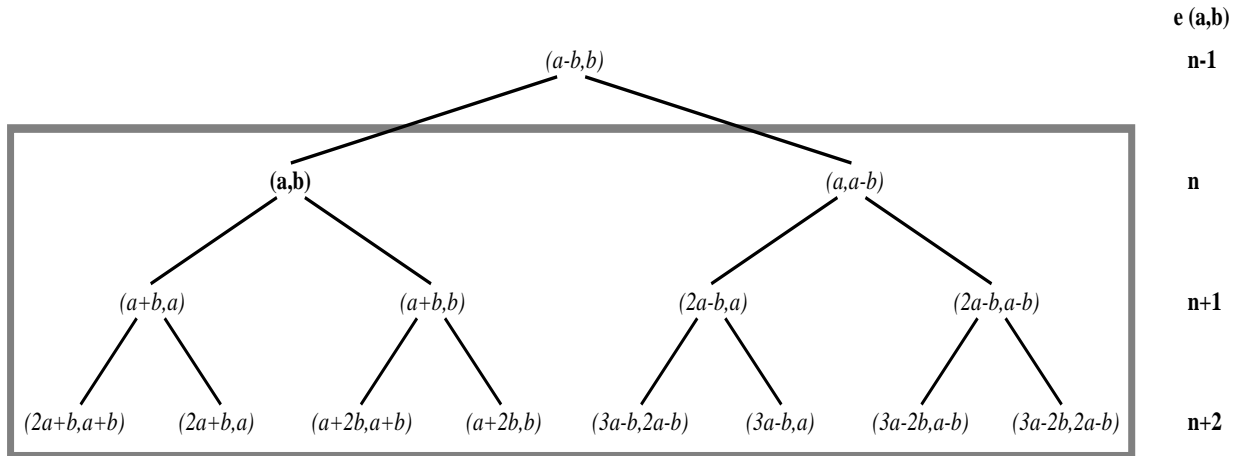 e (a,b)
(a-b,b) n-1
(a,b) (a,a-b) n
(a+b,a) (a+b,b) (2a-b,a) (2a-b,a-b) n+1
(2a+b,a+b) (2a+b,a) (a+2b,a+b) (a+2b,b) (3a-b,2a-b) (3a-b,a) (3a-2b,a-b) (3a-2b,2a-b) n+2